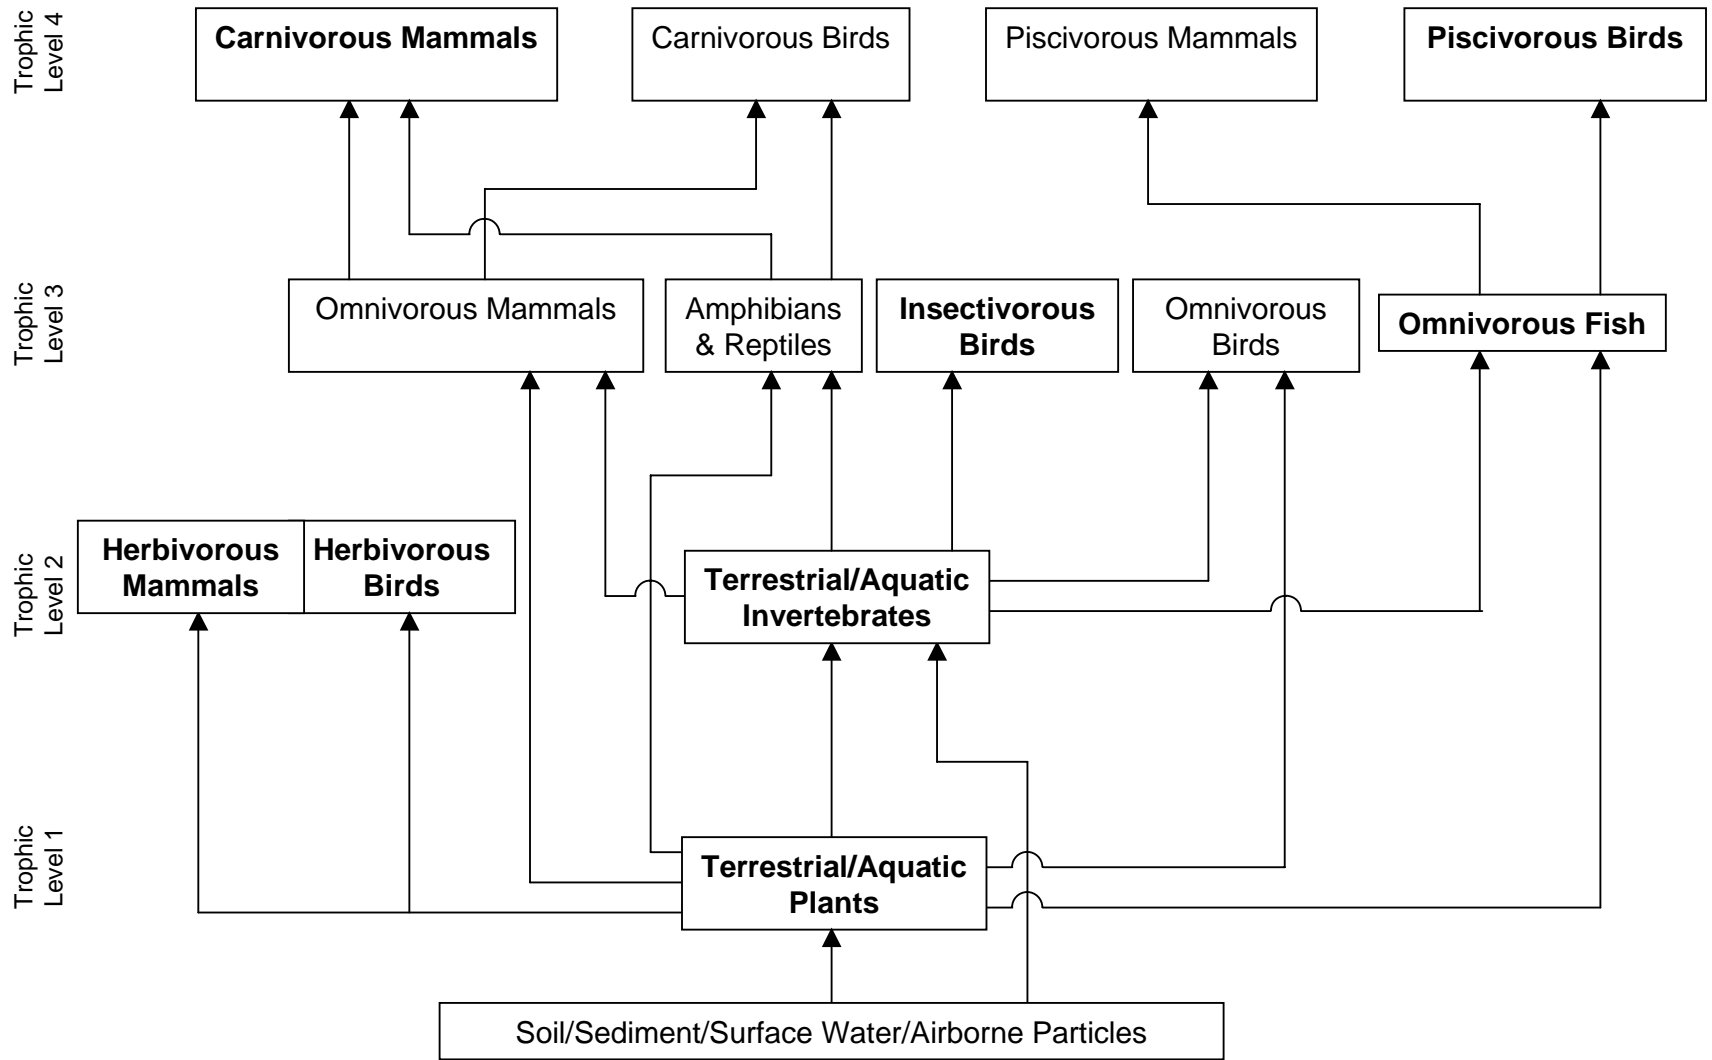 Trophic
Level 4
Carnivorous Mammals
Carnivorous Birds
Piscivorous Mammals
Piscivorous Birds
Trophic
Level 3
Omnivorous Mammals
Amphibians
& Reptiles
Insectivorous
Birds
Omnivorous
Birds
Omnivorous Fish
Trophic
Level 2
Herbivorous
Mammals
Herbivorous
Birds
Terrestrial/Aquatic
Invertebrates
Trophic
Level 1
Terrestrial/Aquatic
Plants
Soil/Sediment/Surface Water/Airborne Particles